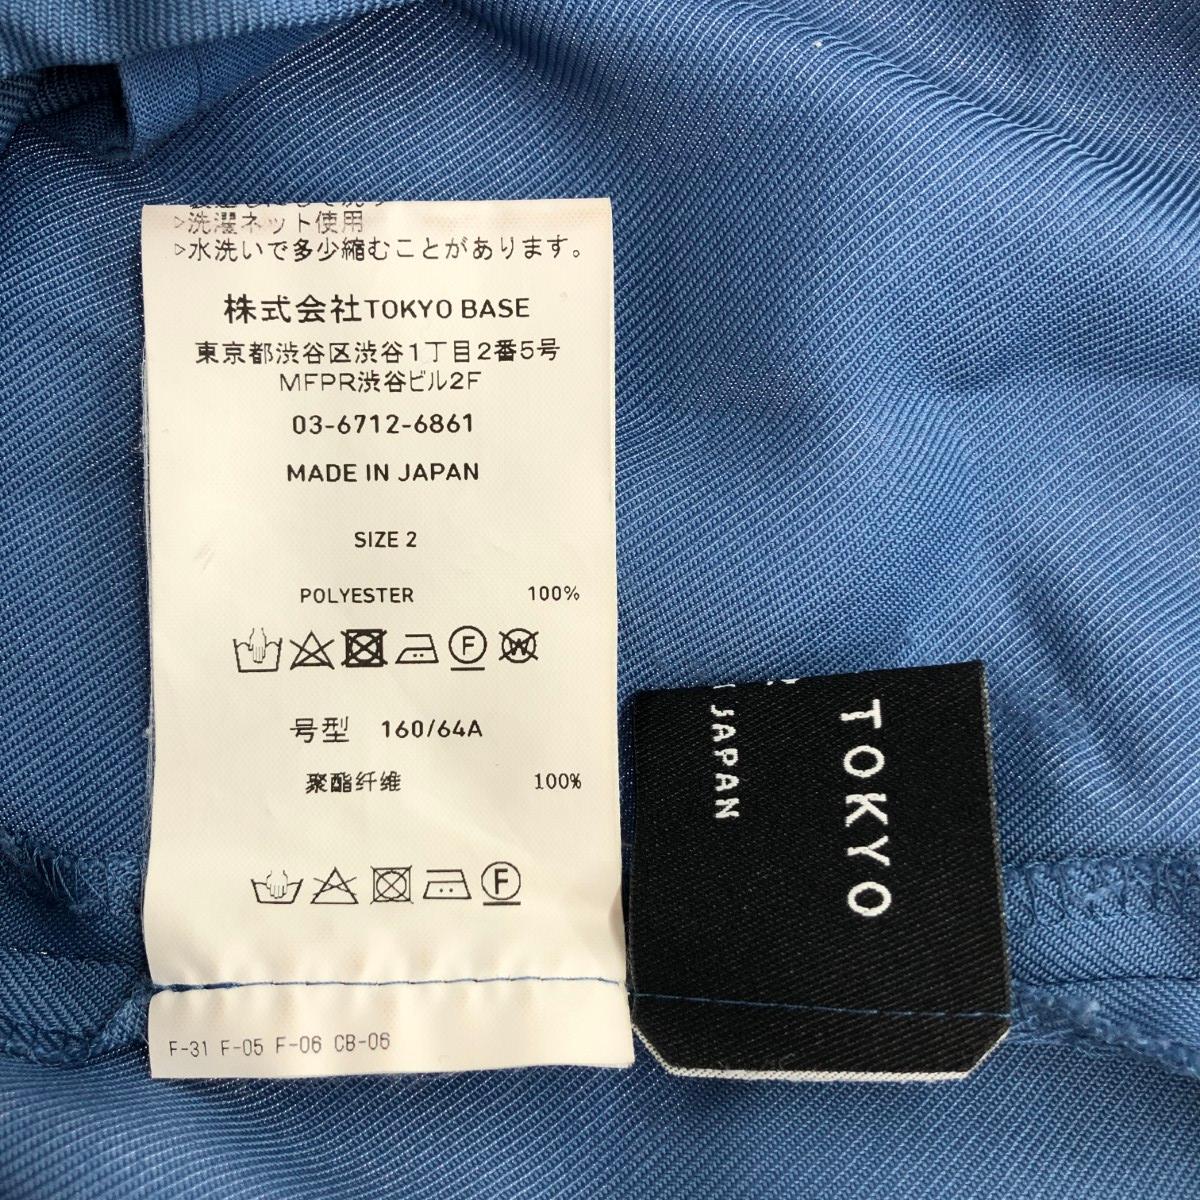 ▷洗濯ネット使用
▷水洗いで多少縮むことがあります。
株式会社TOKYO BASE
東京都渋谷区渋谷1丁目2番5号
MFPR渋谷ビル2F
03-6712-6861
MADE IN JAPAN
SIZE 2
POLYESTER 100%
F W
号型 160/64A
聚酯纤维 100%
F
F-31 F-05 F-06 CB-06
TOKYO
JAPAN